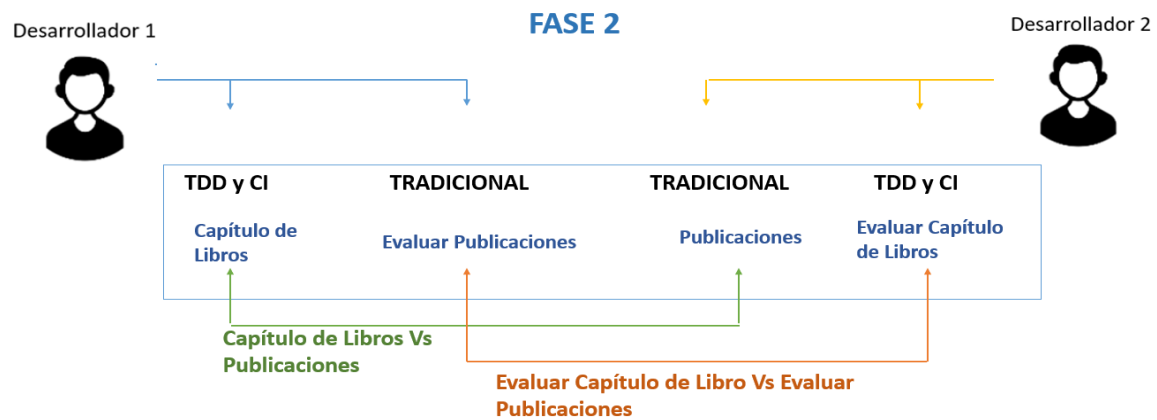 FASE 2
Desarrollador 1
Desarrollador 2
TDD y CI
TRADICIONAL
TRADICIONAL
TDD y CI
Capítulo de
Libros
Evaluar Publicaciones
Publicaciones
Evaluar Capítulo
de Libros
Capítulo de Libros Vs
Publicaciones
Evaluar Capítulo de Libro Vs Evaluar
Publicaciones